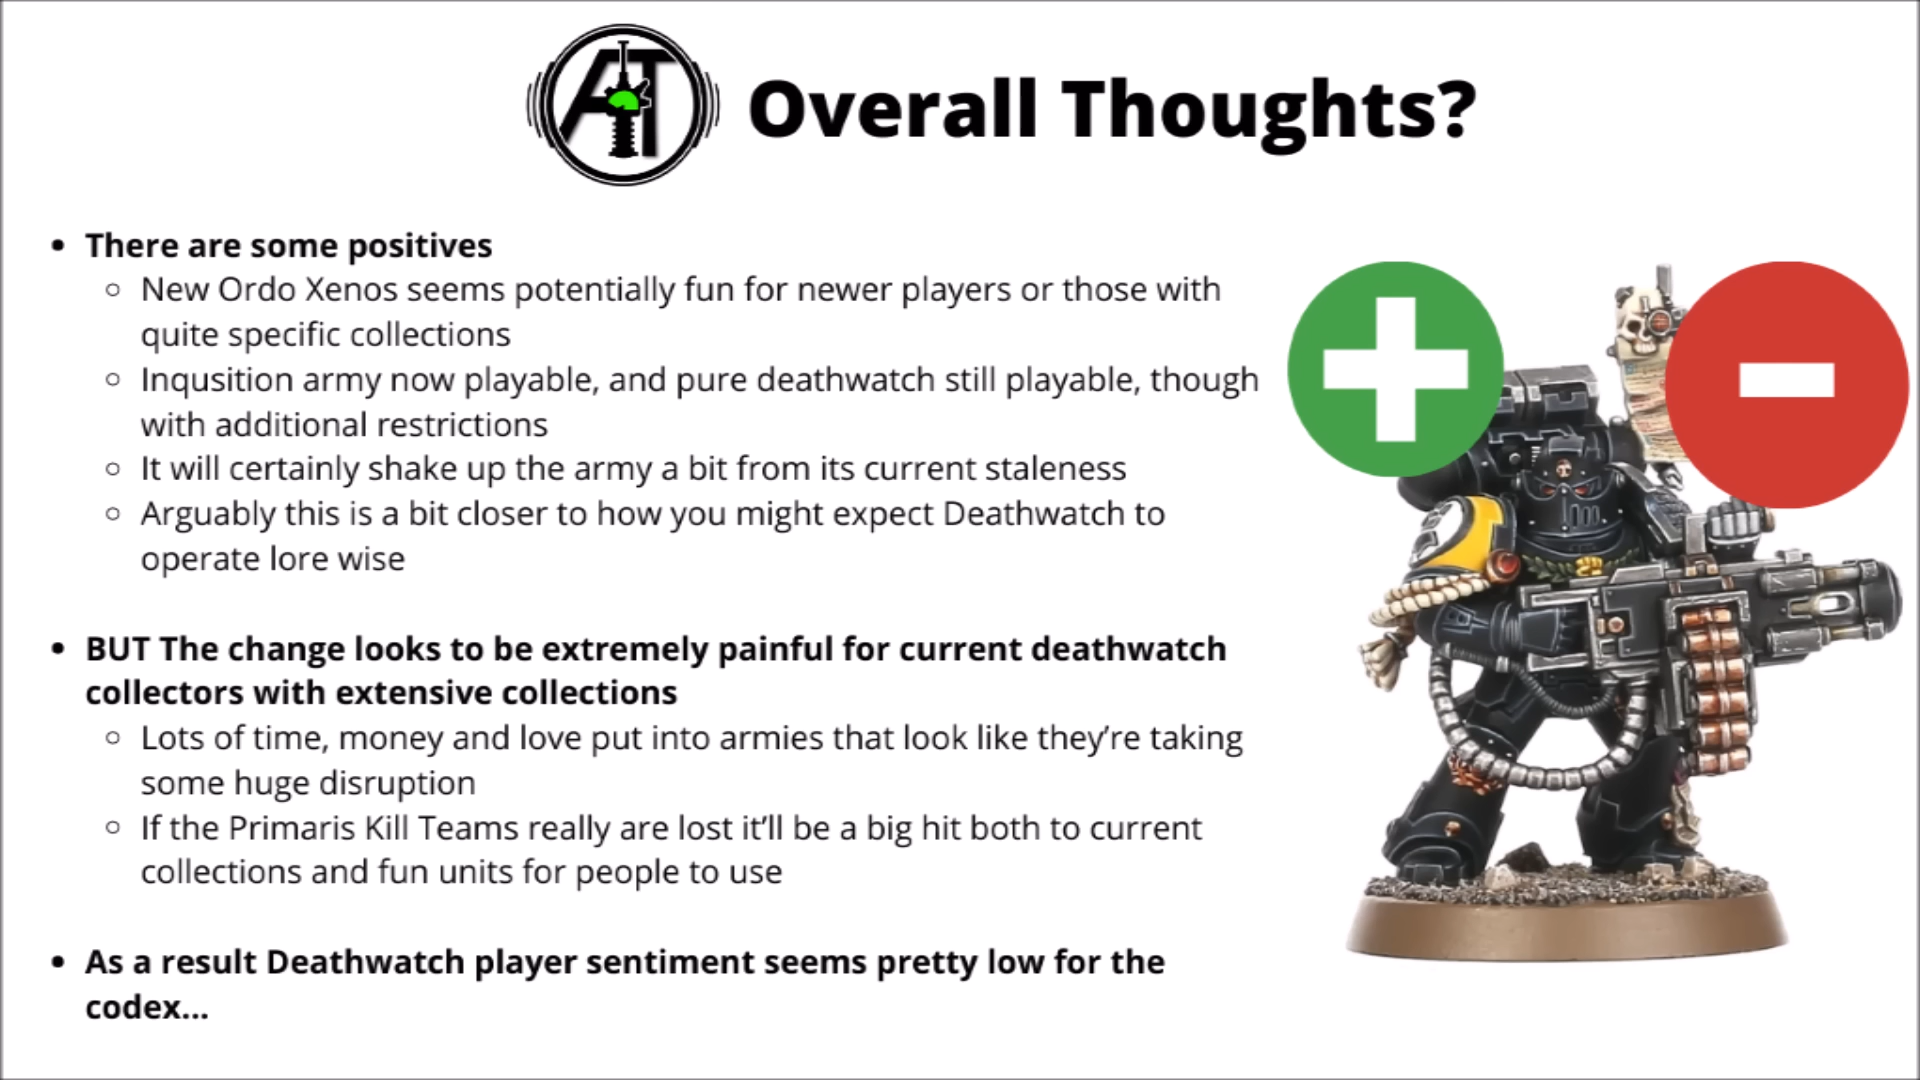 AT
Overall Thoughts?
• There are some positives
◦ New Ordo Xenos seems potentially fun for newer players or those with
quite specific collections
◦ Inqusition army now playable, and pure deathwatch still playable, though
with additional restrictions
◦ It will certainly shake up the army a bit from its current staleness
◦ Arguably this is a bit closer to how you might expect Deathwatch to
operate lore wise
• BUT The change looks to be extremely painful for current deathwatch
collectors with extensive collections
◦ Lots of time, money and love put into armies that look like they’re taking
some huge disruption
◦ If the Primaris Kill Teams really are lost it’ll be a big hit both to current
collections and fun units for people to use
• As a result Deathwatch player sentiment seems pretty low for the
codex...